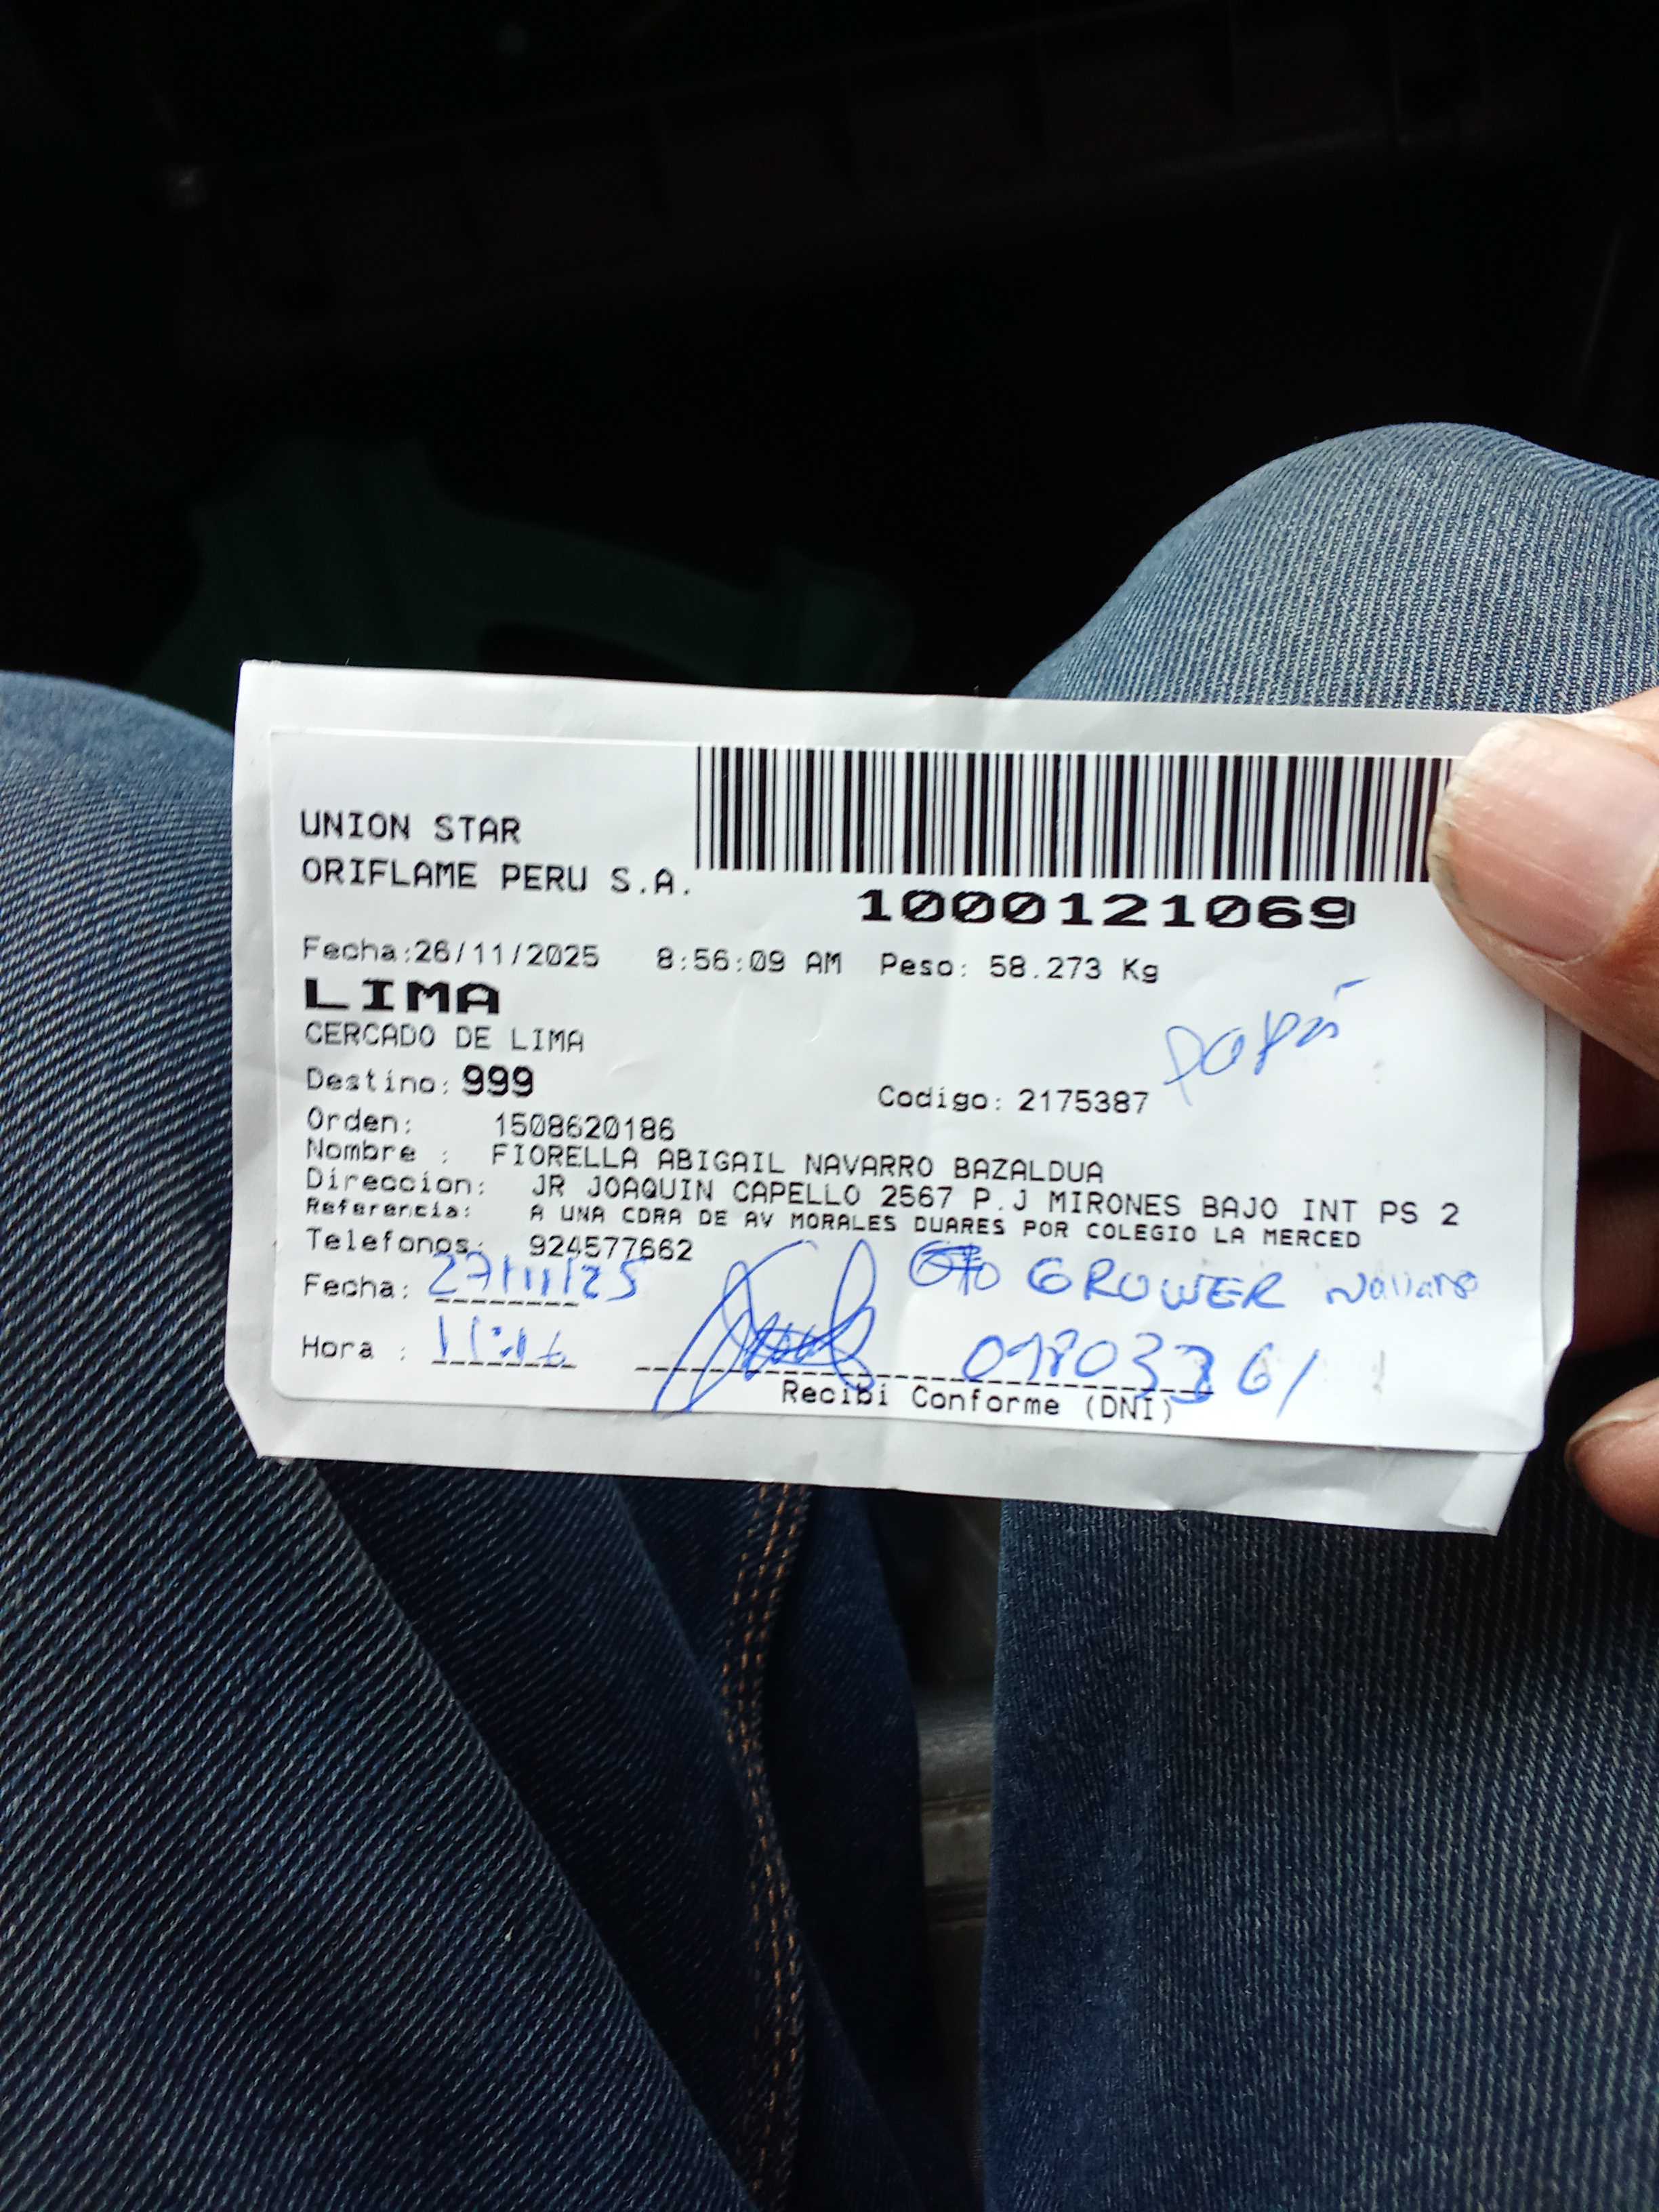 UNION STAR
ORIFLAME PERU S.A.
1000121069
Fecha:26/11/2025 8:56:09 AM Peso: 58.273 Kg
LIMA
CERCADO DE LIMA
papá
Destino: 999 Codigo: 2175387
Orden: 1508620186
Nombre : FIORELLA ABIGAIL NAVARRO BAZALDUA
Direccion: JR JOAQUIN CAPELLO 2567 P.J MIRONES BAJO INT PS 2
Referencia: A UNA CDRA DE AV MORALES DUARES POR COLEGIO LA MERCED
Telefonos: 924577662
Fecha: 27/11/25 GROWER Navarro
Hora : 11:16
Recibi Conforme (DNI)